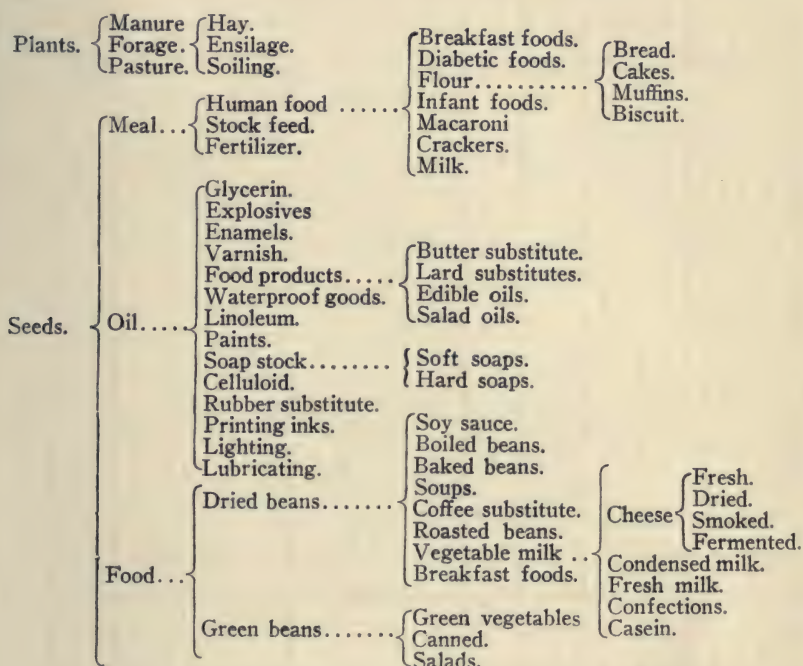 Plants. Manure Hay.
Forage. Ensilage.
Pasture. Soiling.
Breakfast foods.
Diabetic foods.
Flour........... Bread.
Cakes.
Muffins.
Biscuit.
Seeds. Meal... Human food ......
Stock feed.
Fertilizer.
Infant foods.
Macaroni
Crackers.
Milk.
Oil..... Glycerin.
Explosives
Enamels.
Varnish.
Food products..... Butter substitute.
Lard substitutes.
Edible oils.
Salad oils.
Waterproof goods.
Linoleum.
Paints.
Soap stock........ Soft soaps.
Hard soaps.
Celluloid.
Rubber substitute.
Printing inks.
Lighting.
Lubricating.
Food... Dried beans....... Soy sauce.
Boiled beans.
Baked beans.
Soups.
Coffee substitute.
Roasted beans.
Vegetable milk .. Cheese Fresh.
Dried.
Smoked.
Fermented.
Condensed milk.
Fresh milk.
Confections.
Casein.
Breakfast foods.
Green beans....... Green vegetables
Canned.
Salads.